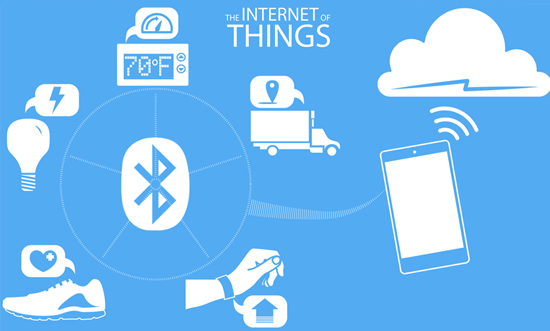 THE INTERNET OF
THINGS
70°F